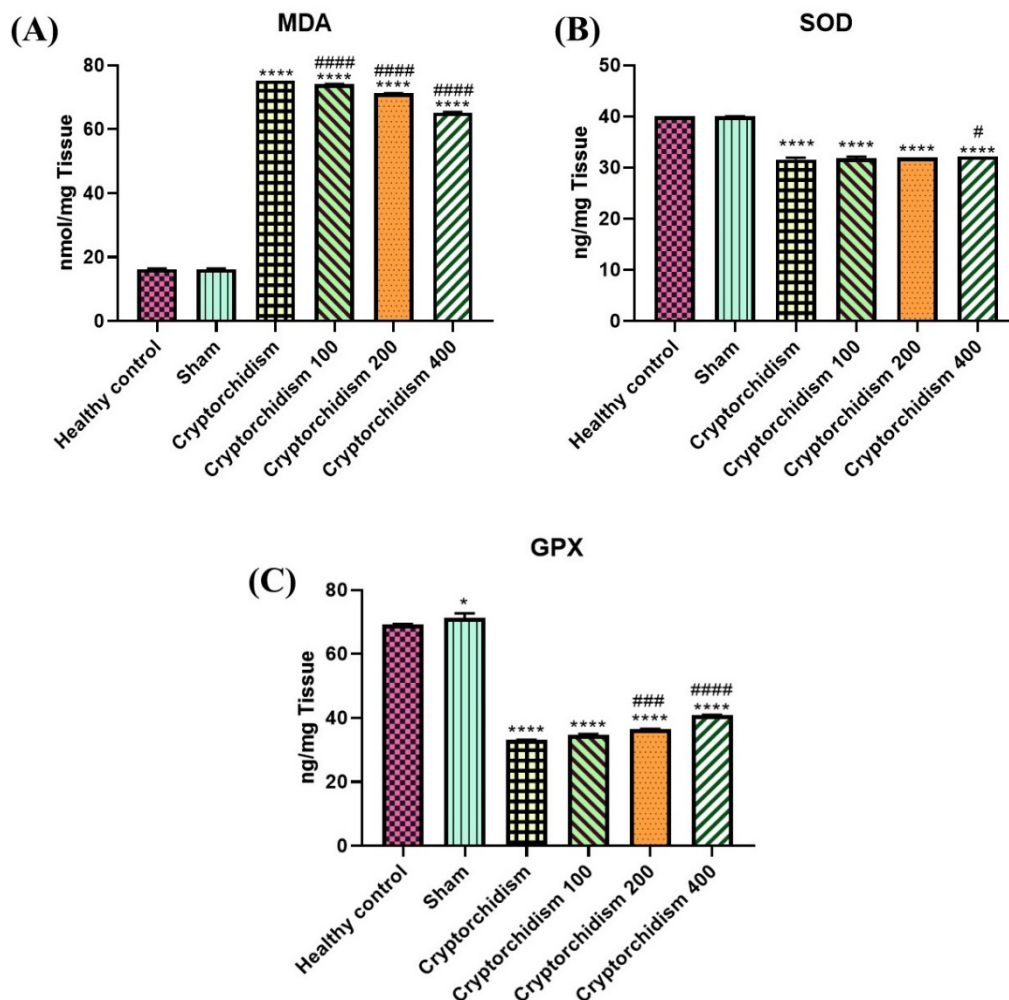 (A)
MDA
nmol/mg Tissue
80
60
40
20
0
****
####
****
####
****
####
****
Healthy control
Sham
Cryptorchidism
Cryptorchidism 100
Cryptorchidism 200
Cryptorchidism 400
(B)
SOD
ng/mg Tissue
50
40
30
20
10
0
****
****
****
#
****
Healthy control
Sham
Cryptorchidism
Cryptorchidism 100
Cryptorchidism 200
Cryptorchidism 400
(C)
GPX
ng/mg Tissue
80
60
40
20
0
*
****
****
###
****
####
****
Healthy control
Sham
Cryptorchidism
Cryptorchidism 100
Cryptorchidism 200
Cryptorchidism 400